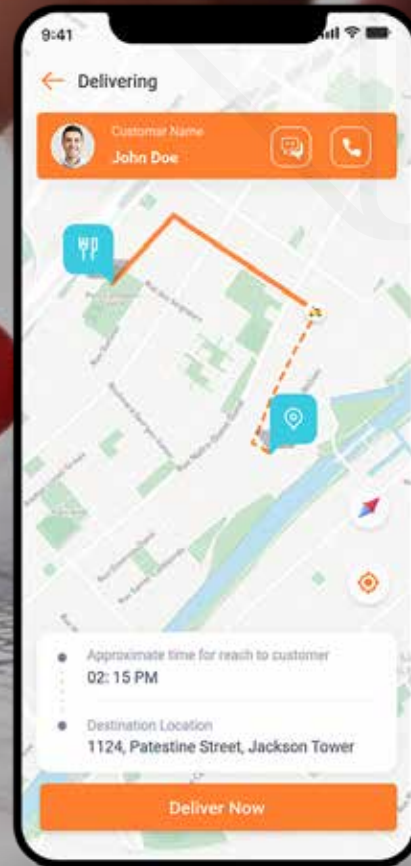 9:41
Delivering
Customar Name
John Doe
Approximate time for reach to customer
02: 15 PM
Destination Location
1124, Patestine Street, Jackson Tower
Deliver Now